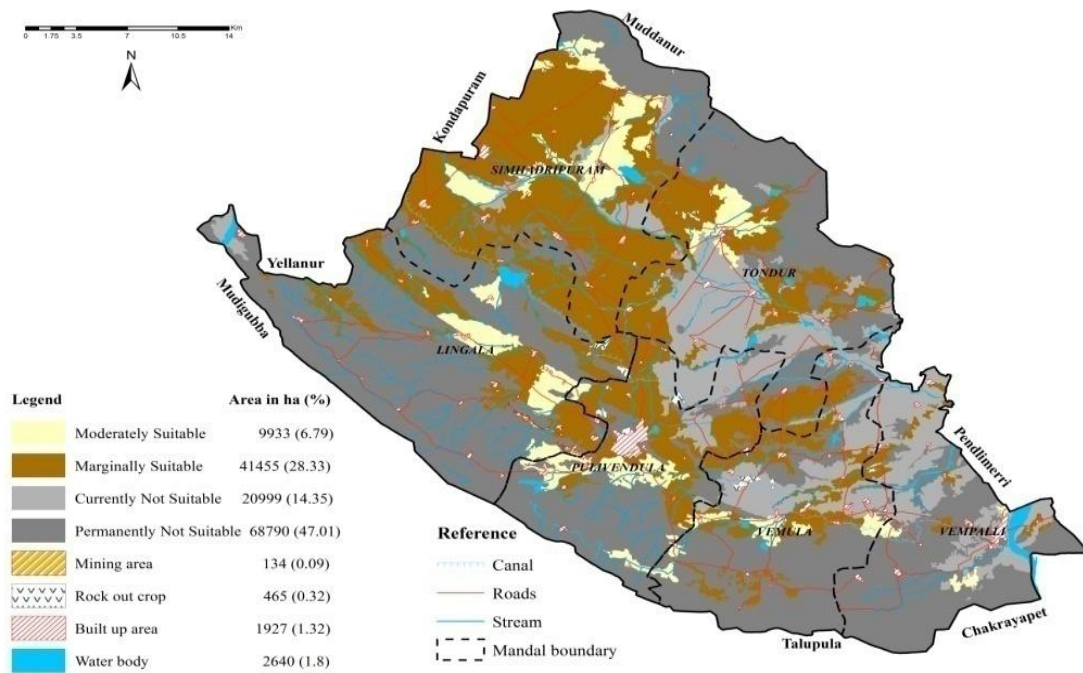 Km
0 1.75 3.5 7 10.5 14
N
Muddanur
Kondapuram
SIMHADRIPURAM
Yellanur
Mudigubba
TONDUR
LINGALA
PULIVENDULA
Pendlimerri
VEMULA
VEMPALLI
Talupula
Chakrayapet
Legend Area in ha (%)
Moderately Suitable 9933 (6.79)
Marginally Suitable 41455 (28.33)
Currently Not Suitable 20999 (14.35)
Permanently Not Suitable 68790 (47.01)
Mining area 134 (0.09)
Rock out crop 465 (0.32)
Built up area 1927 (1.32)
Water body 2640 (1.8)
Reference
Canal
Roads
Stream
Mandal boundary